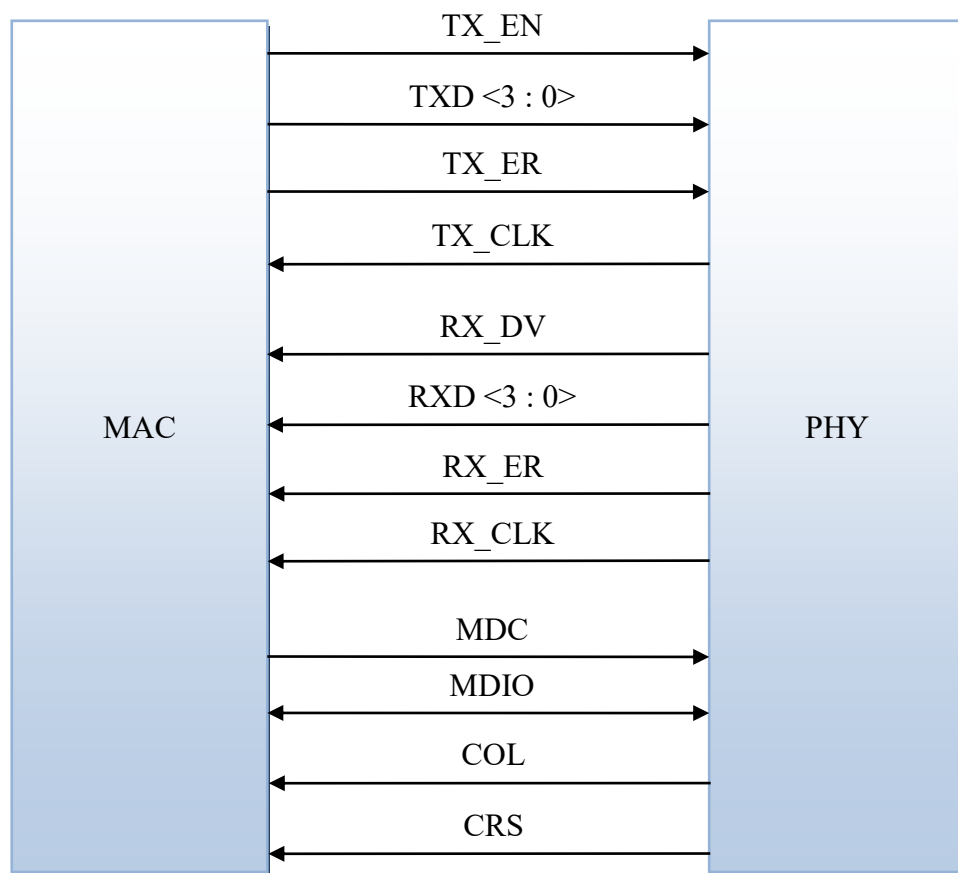 TX_EN
TXD <3 : 0>
TX_ER
TX_CLK
RX_DV
RXD <3 : 0>
MAC
PHY
RX_ER
RX_CLK
MDC
MDIO
COL
CRS